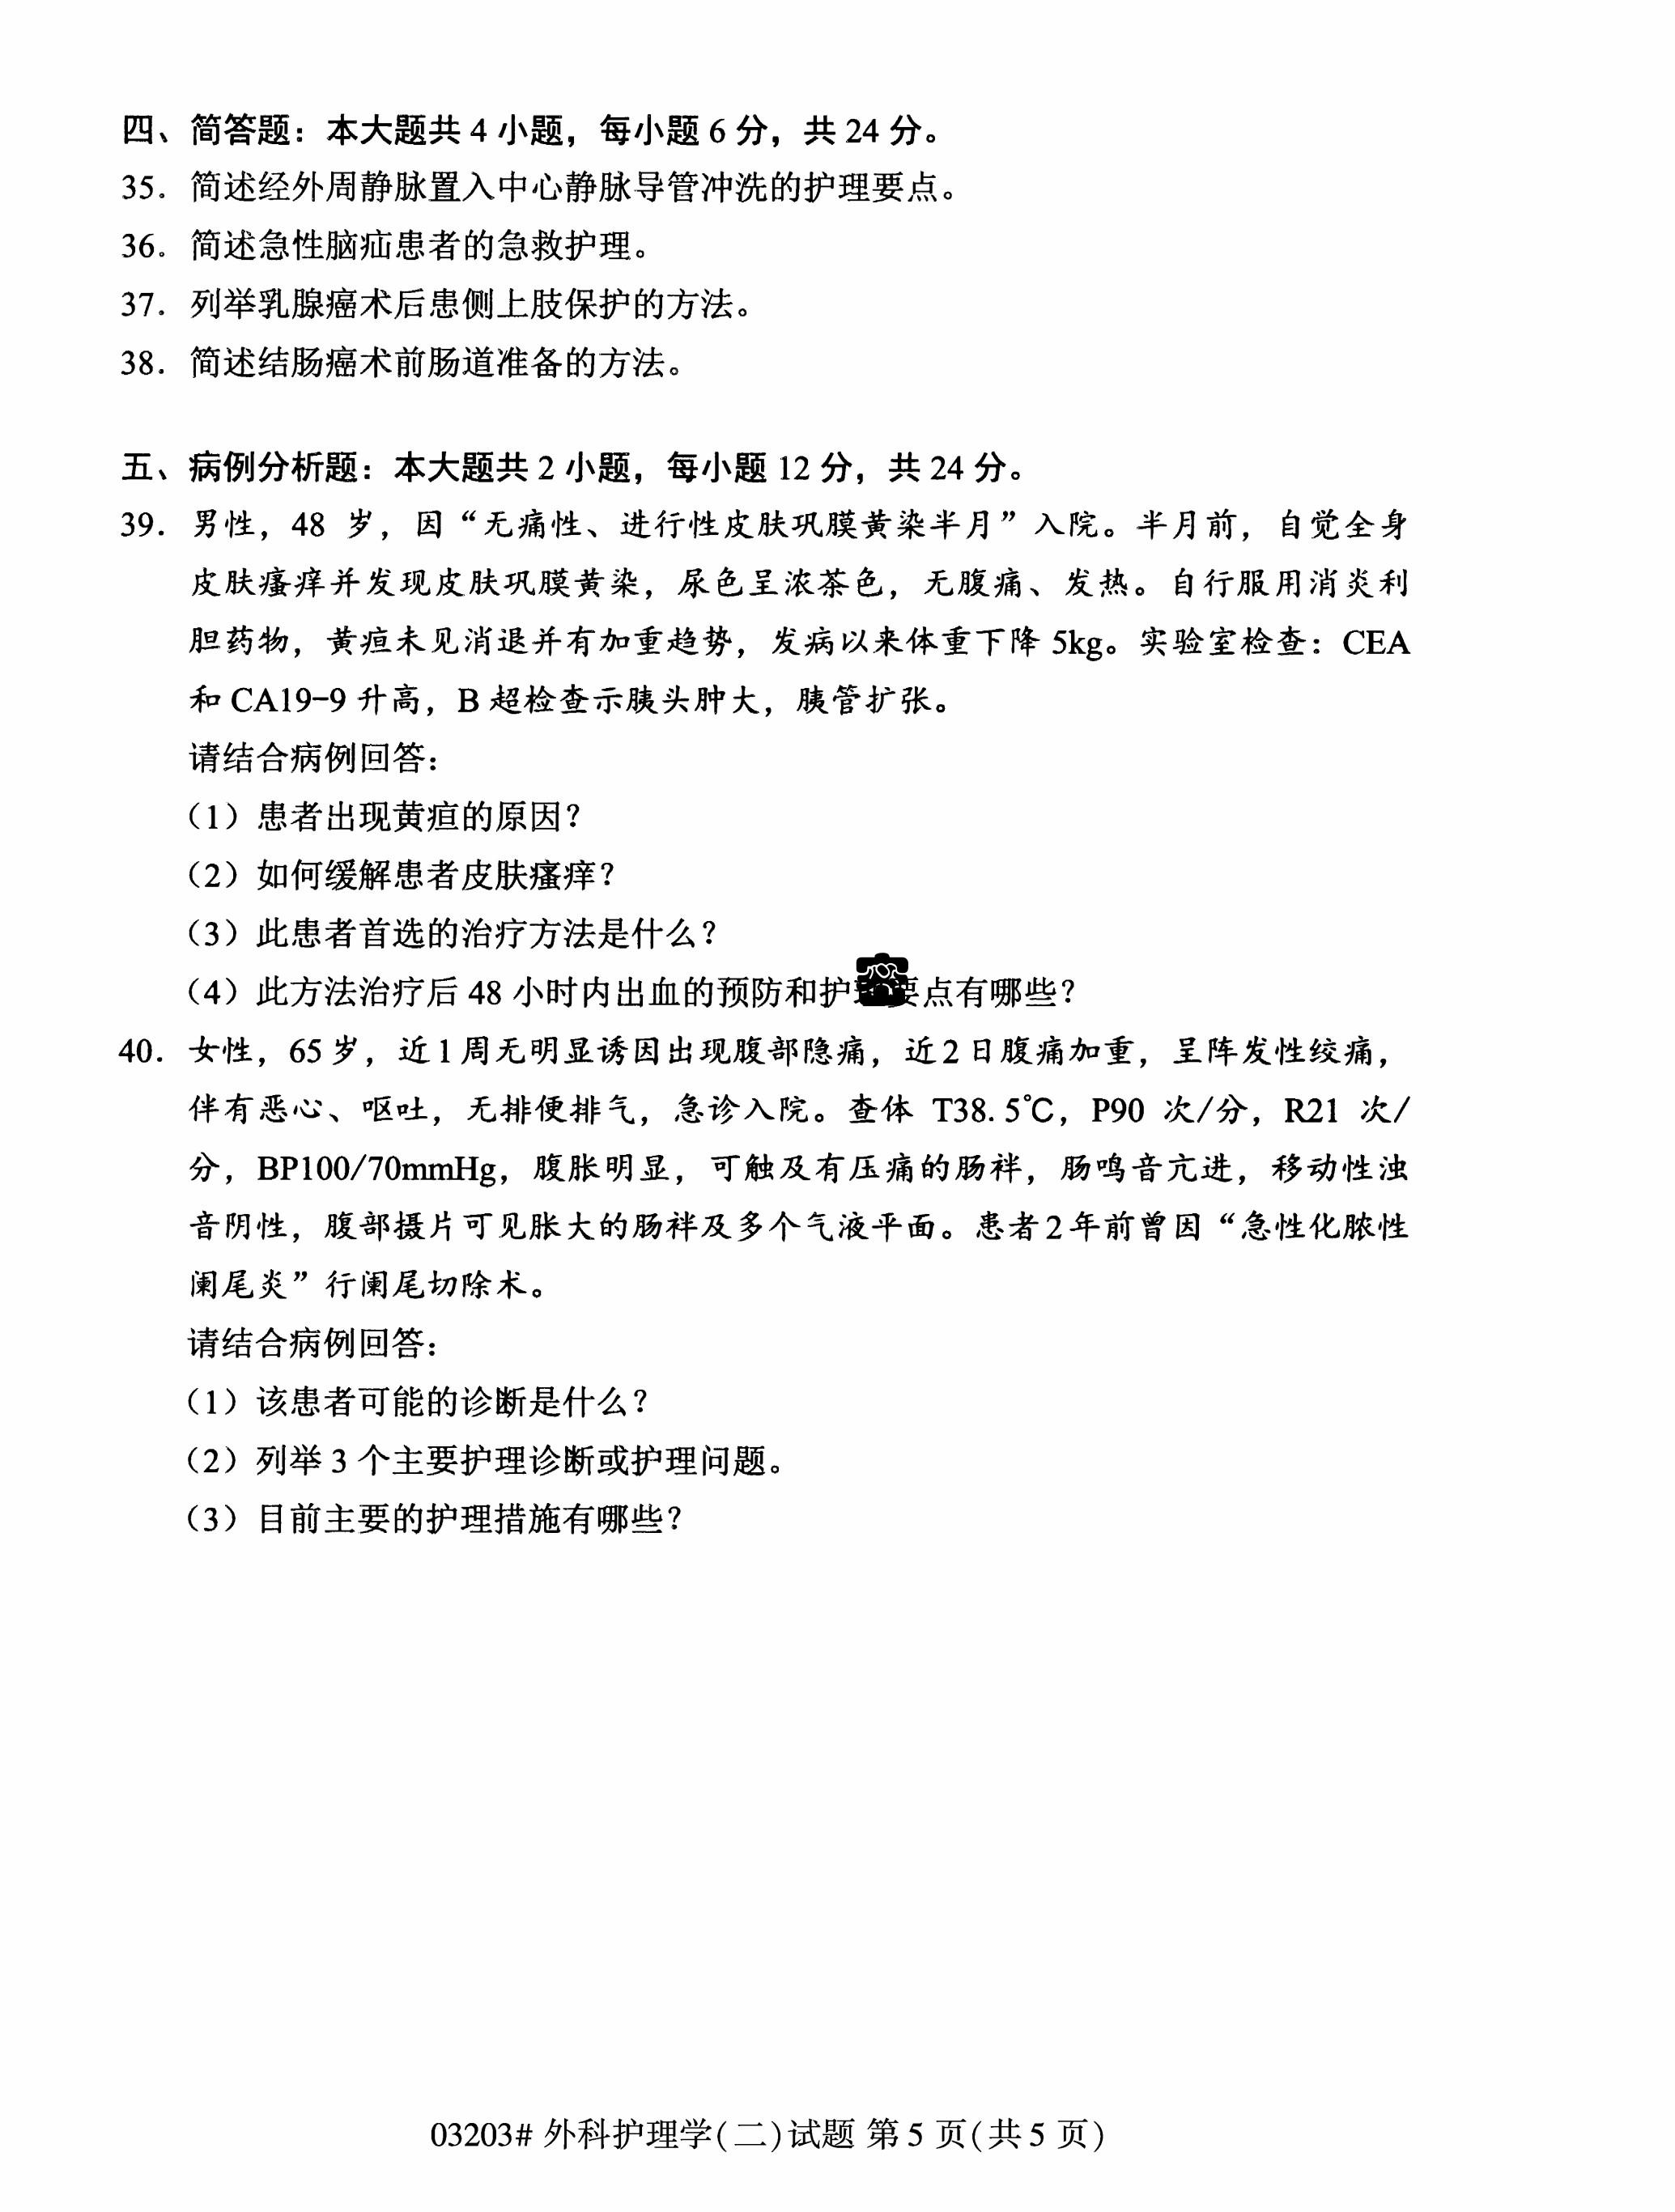 四、简答题：本大题共 4 小题，每小题 6 分，共 24 分。
35．简述经外周静脉置入中心静脉导管冲洗的护理要点。
36．简述急性脑疝患者的急救护理。
37．列举乳腺癌术后患侧上肢保护的方法。
38．简述结肠癌术前肠道准备的方法。
五、病例分析题：本大题共 2 小题，每小题 12 分，共 24 分。
39．男性，48 岁，因“无痛性、进行性皮肤巩膜黄染半月”入院。半月前，自觉全身
皮肤瘙痒并发现皮肤巩膜黄染，尿色呈浓茶色，无腹痛、发热。自行服用消炎利
胆药物，黄疸未见消退并有加重趋势，发病以来体重下降 5kg。实验室检查：CEA
和 CA19-9 升高，B 超检查示胰头肿大，胰管扩张。
请结合病例回答：
（1）患者出现黄疸的原因？
（2）如何缓解患者皮肤瘙痒？
（3）此患者首选的治疗方法是什么？
（4）此方法治疗后 48 小时内出血的预防和护理要点有哪些？
40．女性，65 岁，近 1 周无明显诱因出现腹部隐痛，近 2 日腹痛加重，呈阵发性绞痛，
伴有恶心、呕吐，无排便排气，急诊入院。查体 T38.5℃，P90 次/分，R21 次/
分，BP100/70mmHg，腹胀明显，可触及有压痛的肠袢，肠鸣音亢进，移动性浊
音阴性，腹部摄片可见胀大的肠袢及多个气液平面。患者 2 年前曾因“急性化脓性
阑尾炎”行阑尾切除术。
请结合病例回答：
（1）该患者可能的诊断是什么？
（2）列举 3 个主要护理诊断或护理问题。
（3）目前主要的护理措施有哪些？
03203# 外科护理学(二)试题 第 5 页(共 5 页)